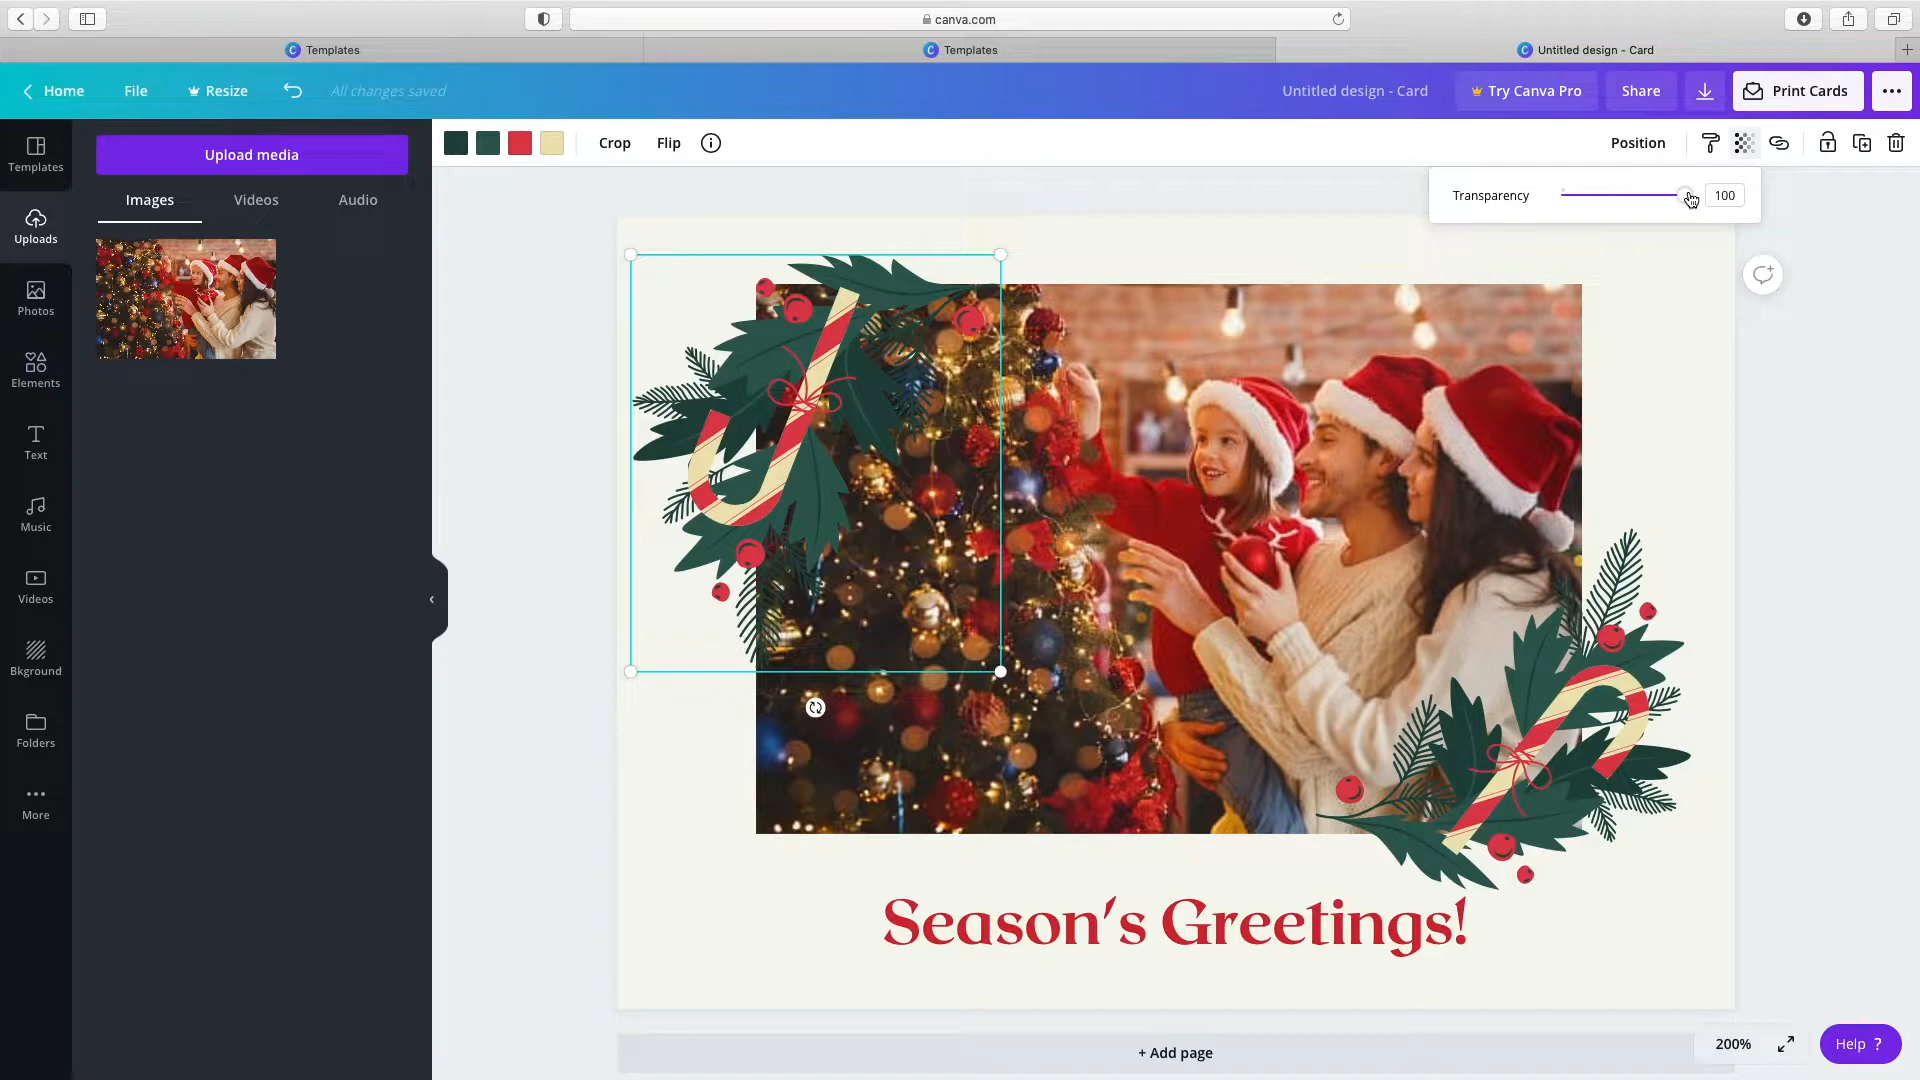 canva.com
Templates
Templates
Untitled design - Card
Home
File
Resize
All changes saved
Untitled design - Card
Try Canva Pro
Share
Print Cards
Templates
Uploads
Photos
Elements
Text
Music
Videos
Bkground
Folders
More
Upload media
Images
Videos
Audio
Crop
Flip
Position
Transparency
100
Season's Greetings!
+ Add page
200%
Help ?